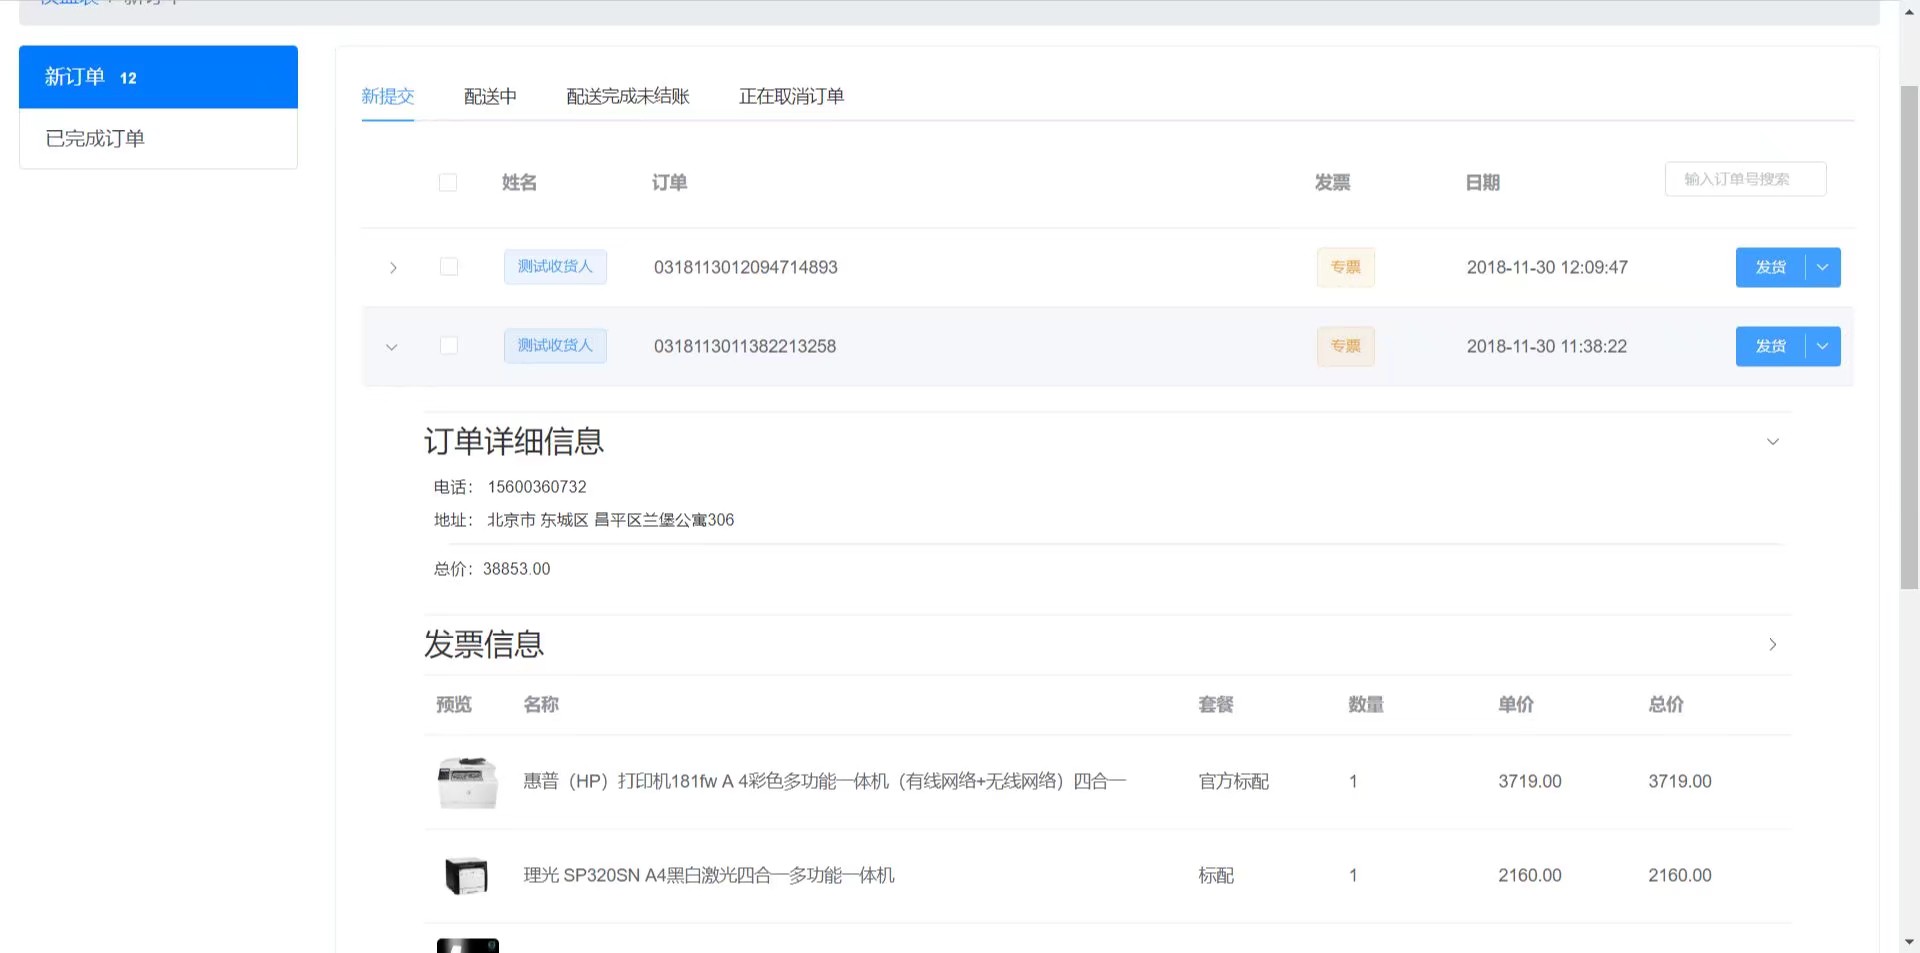 仪盘表 / 新订单
新订单 12
已完成订单
新提交 配送中 配送完成未结账 正在取消订单
姓名 订单 发票 日期 输入订单号搜索
测试收货人 0318113012094714893 专票 2018-11-30 12:09:47 发货
测试收货人 0318113011382213258 专票 2018-11-30 11:38:22 发货
订单详细信息
电话： 15600360732
地址： 北京市 东城区 昌平区兰堡公寓306
总价：38853.00
发票信息
预览 名称 套餐 数量 单价 总价
惠普（HP）打印机181fw A 4彩色多功能一体机（有线网络+无线网络）四合一 官方标配 1 3719.00 3719.00
理光 SP320SN A4黑白激光四合一多功能一体机 标配 1 2160.00 2160.00